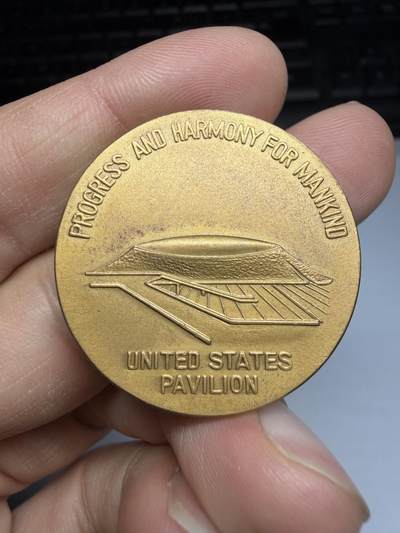 PROGRESS AND HARMONY FOR MANKIND
UNITED STATES
PAVILION